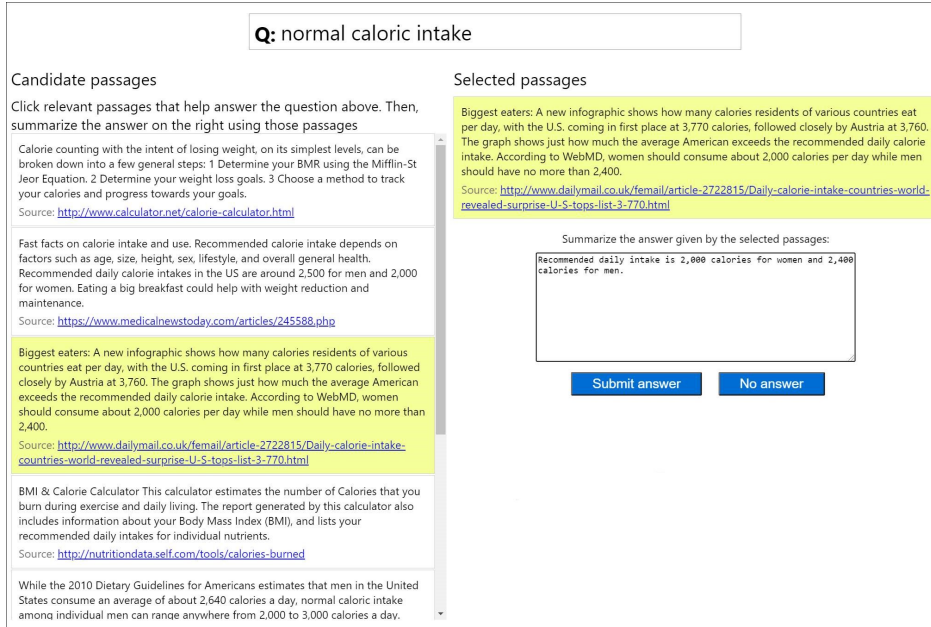 Q: normal caloric intake
Candidate passages
Click relevant passages that help answer the question above. Then,
summarize the answer on the right using those passages
Calorie counting with the intent of losing weight, on its simplest levels, can be
broken down into a few general steps: 1 Determine your BMR using the Mifflin-St
Jeor Equation. 2 Determine your weight loss goals. 3 Choose a method to track
your calories and progress towards your goals.
Source: http://www.calculator.net/calorie-calculator.html
Fast facts on calorie intake and use. Recommended calorie intake depends on
factors such as age, size, height, sex, lifestyle, and overall general health.
Recommended daily calorie intakes in the US are around 2,500 for men and 2,000
for women. Eating a big breakfast could help with weight reduction and
maintenance.
Source: https://www.medicalnewstoday.com/articles/245588.php
Biggest eaters: A new infographic shows how many calories residents of various
countries eat per day, with the U.S. coming in first place at 3,770 calories, followed
closely by Austria at 3,760. The graph shows just how much the average American
exceeds the recommended daily calorie intake. According to WebMD, women
should consume about 2,000 calories per day while men should have no more than
2,400.
Source: http://www.dailymail.co.uk/femail/article-2722815/Daily-calorie-intake-
countries-world-revealed-surprise-U-S-tops-list-3-770.html
BMI & Calorie Calculator This calculator estimates the number of Calories that you
burn during exercise and daily living. The report generated by this calculator also
includes information about your Body Mass Index (BMI), and lists your
recommended daily intakes for individual nutrients.
Source: http://nutritiondata.self.com/tools/calories-burned
While the 2010 Dietary Guidelines for Americans estimates that men in the United
States consume an average of about 2,640 calories a day, normal caloric intake
among individual men can range anywhere from 2,000 to 3,000 calories a day.
Selected passages
Biggest eaters: A new infographic shows how many calories residents of various countries eat
per day, with the U.S. coming in first place at 3,770 calories, followed closely by Austria at 3,760.
The graph shows just how much the average American exceeds the recommended daily calorie
intake. According to WebMD, women should consume about 2,000 calories per day while men
should have no more than 2,400.
Source: http://www.dailymail.co.uk/femail/article-2722815/Daily-calorie-intake-countries-world-
revealed-surprise-U-S-tops-list-3-770.html
Summarize the answer given by the selected passages:
Recommended daily intake is 2,000 calories for women and 2,400
calories for men.
Submit answer
No answer